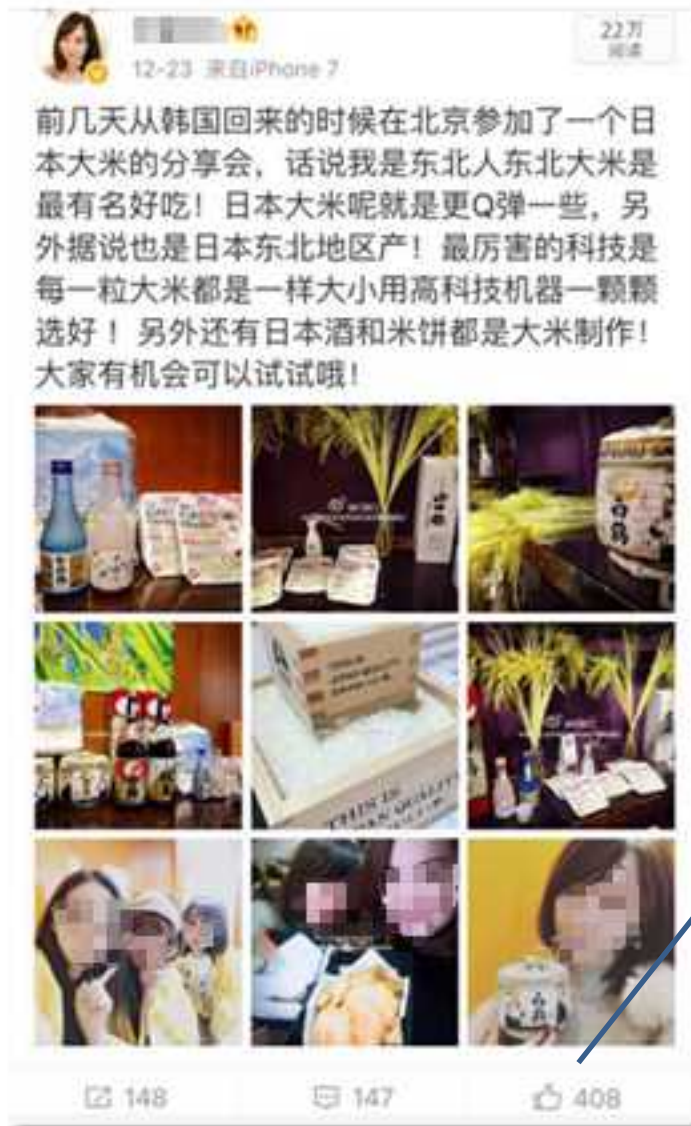 22万
阅读
12-23 来自iPhone 7
前几天从韩国回来的时候在北京参加了一个日
本大米的分享会，话说我是东北人东北大米是
最有名好吃！日本大米呢就是更Q弹一些，另
外据说也是日本东北地区产！最厉害的科技是
每一粒大米都是一样大小用高科技机器一颗颗
选好！另外还有日本酒和米饼都是大米制作！
大家有机会可以试试哦！
白鶴
THIS IS
白鶴
148
147
408